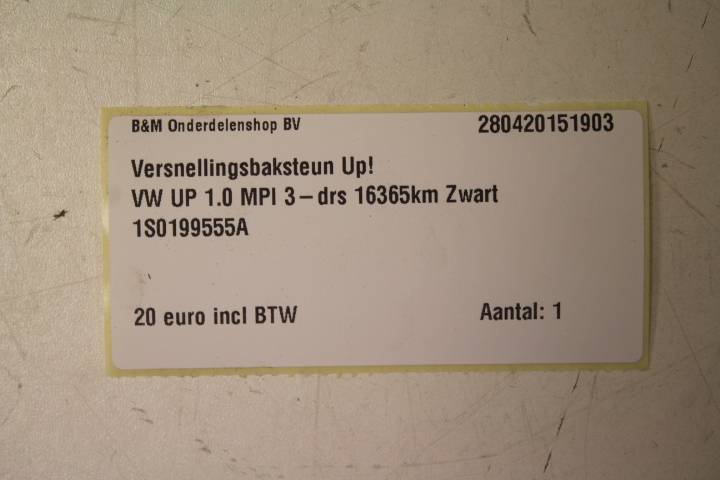 B&M Onderdelenshop BV 280420151903
Versnellingsbaksteun Up!
VW UP 1.0 MPI 3-drs 16365km Zwart
1S0199555A
20 euro incl BTW Aantal: 1